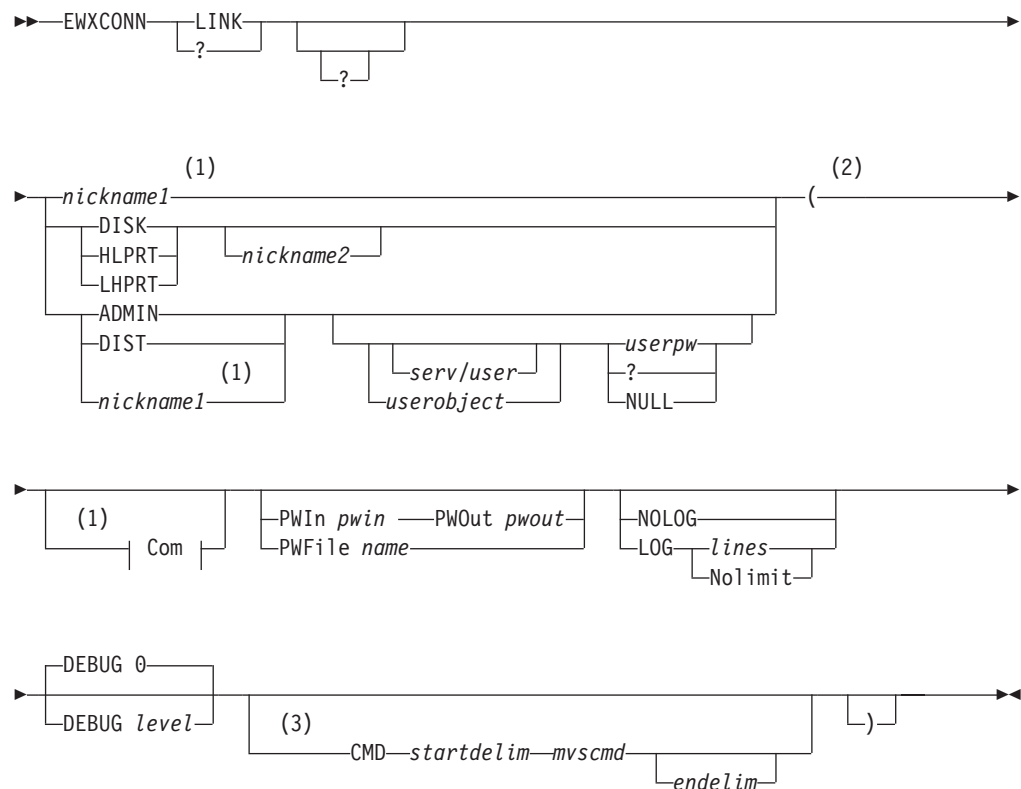 EWXCONN LINK
? ?
(1) (2)
nickname1 (
DISK
HLPRT nickname2
LHPRT
ADMIN
DIST userpw
(1) serv/user ?
nickname1 userobject NULL
(1) PWIn pwin PWOut pwout NOLOG
Com PWFile name LOG lines
Nolimit
DEBUG 0
DEBUG level (3) )
CMD startdelim mvscmd
endelim